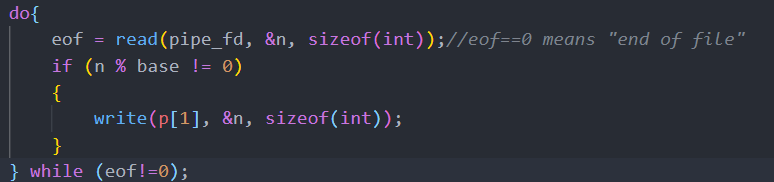 do{
eof = read(pipe_fd, &n, sizeof(int));//eof==0 means "end of file"
if (n % base != 0)
{
write(p[1], &n, sizeof(int));
}
} while (eof!=0);